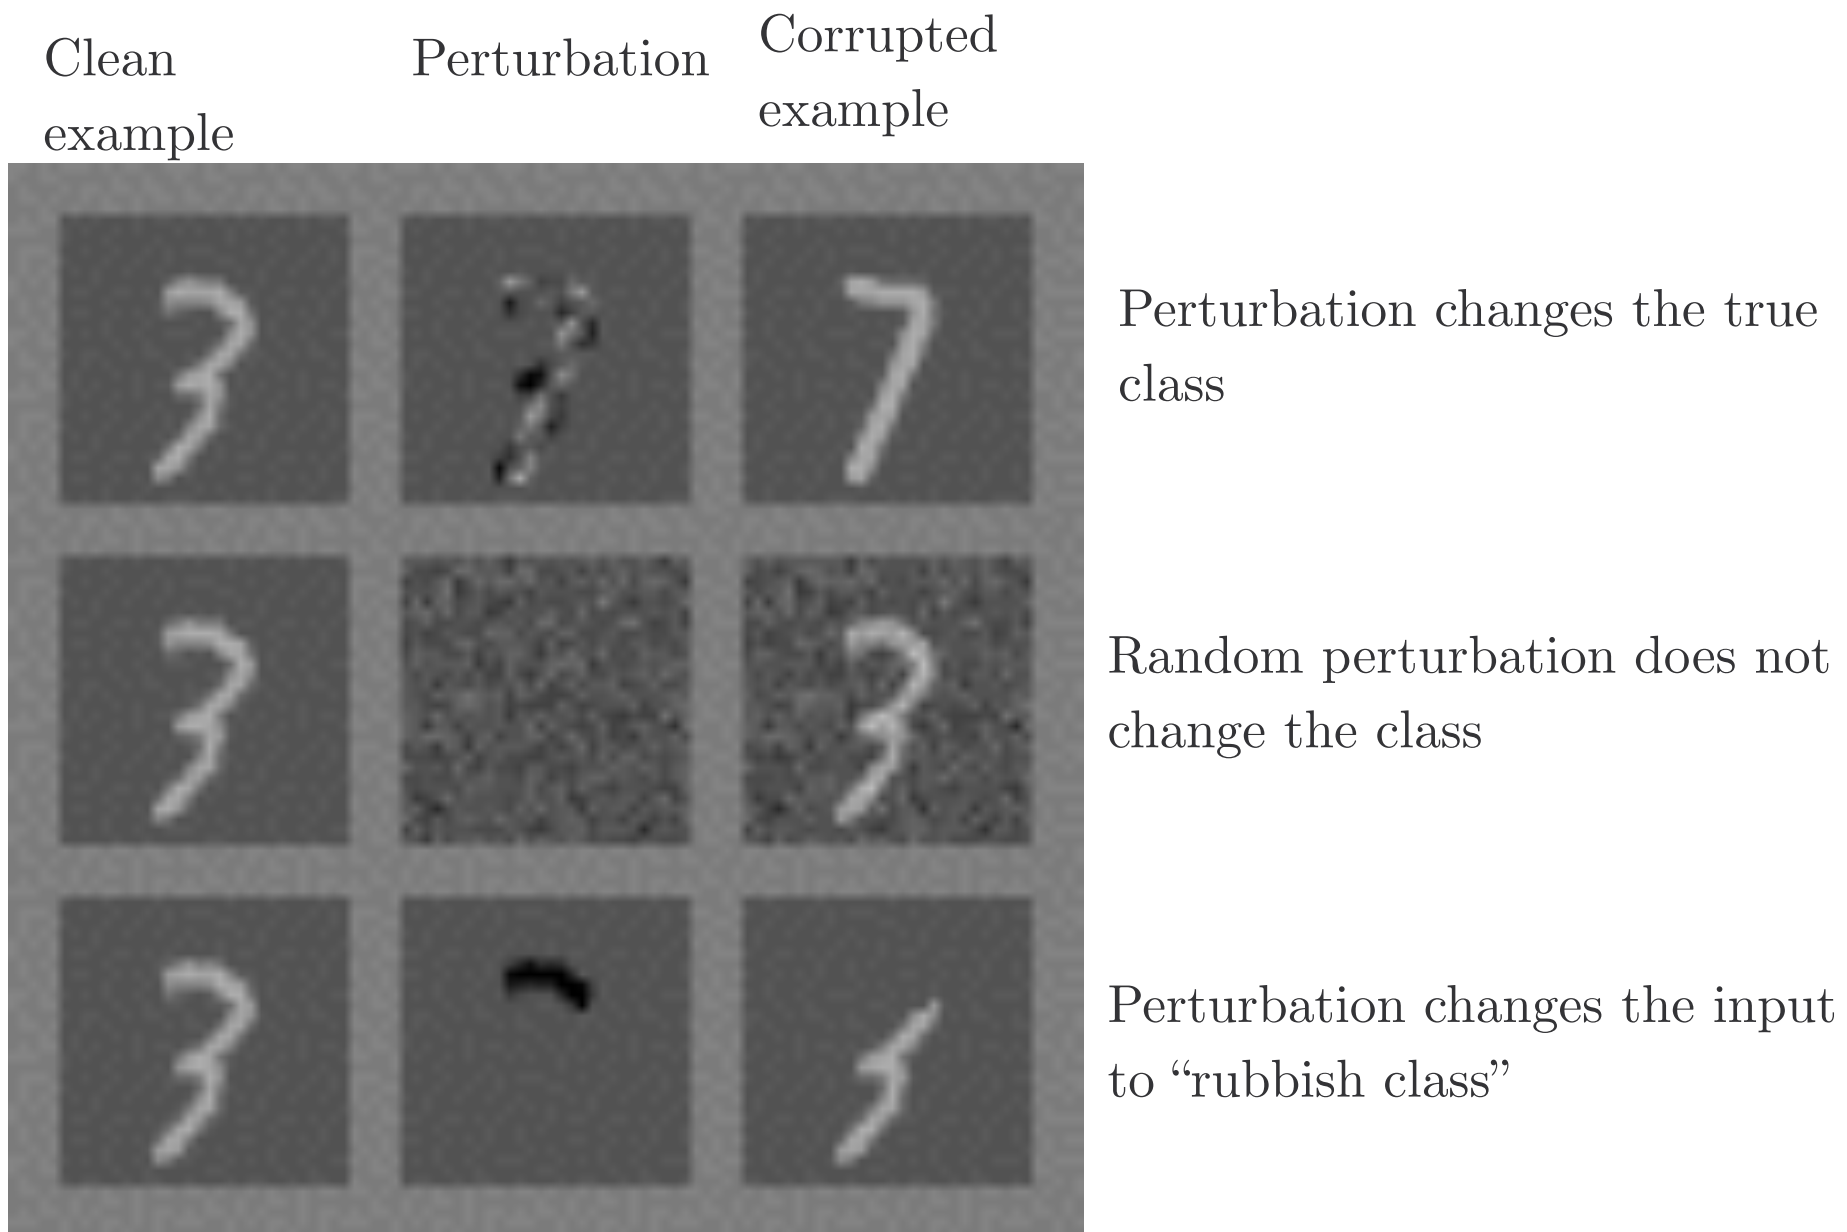 Clean
example
Perturbation
Corrupted
example
Perturbation changes the true
class
Random perturbation does not
change the class
Perturbation changes the input
to “rubbish class”